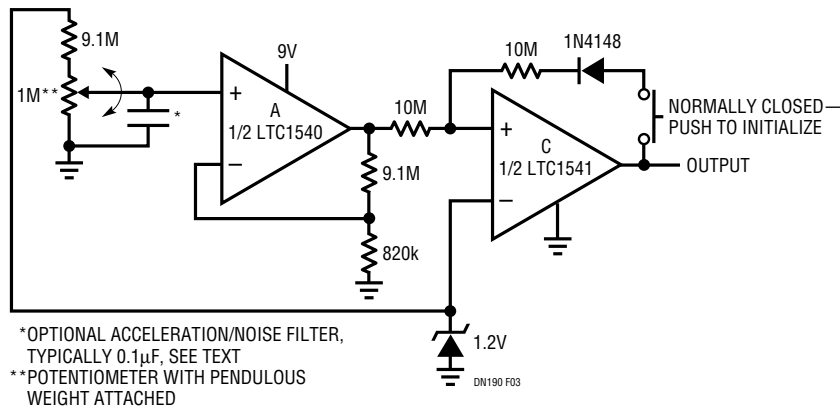 9.1M
1M**
*
+
A
1/2 LTC1540
−
9V
10M
9.1M
820k
10M
1N4148
+
C
1/2 LTC1541
−
NORMALLY CLOSED—
PUSH TO INITIALIZE
OUTPUT
1.2V
*OPTIONAL ACCELERATION/NOISE FILTER,
TYPICALLY 0.1µF, SEE TEXT
**POTENTIOMETER WITH PENDULOUS
WEIGHT ATTACHED
DN190 F03